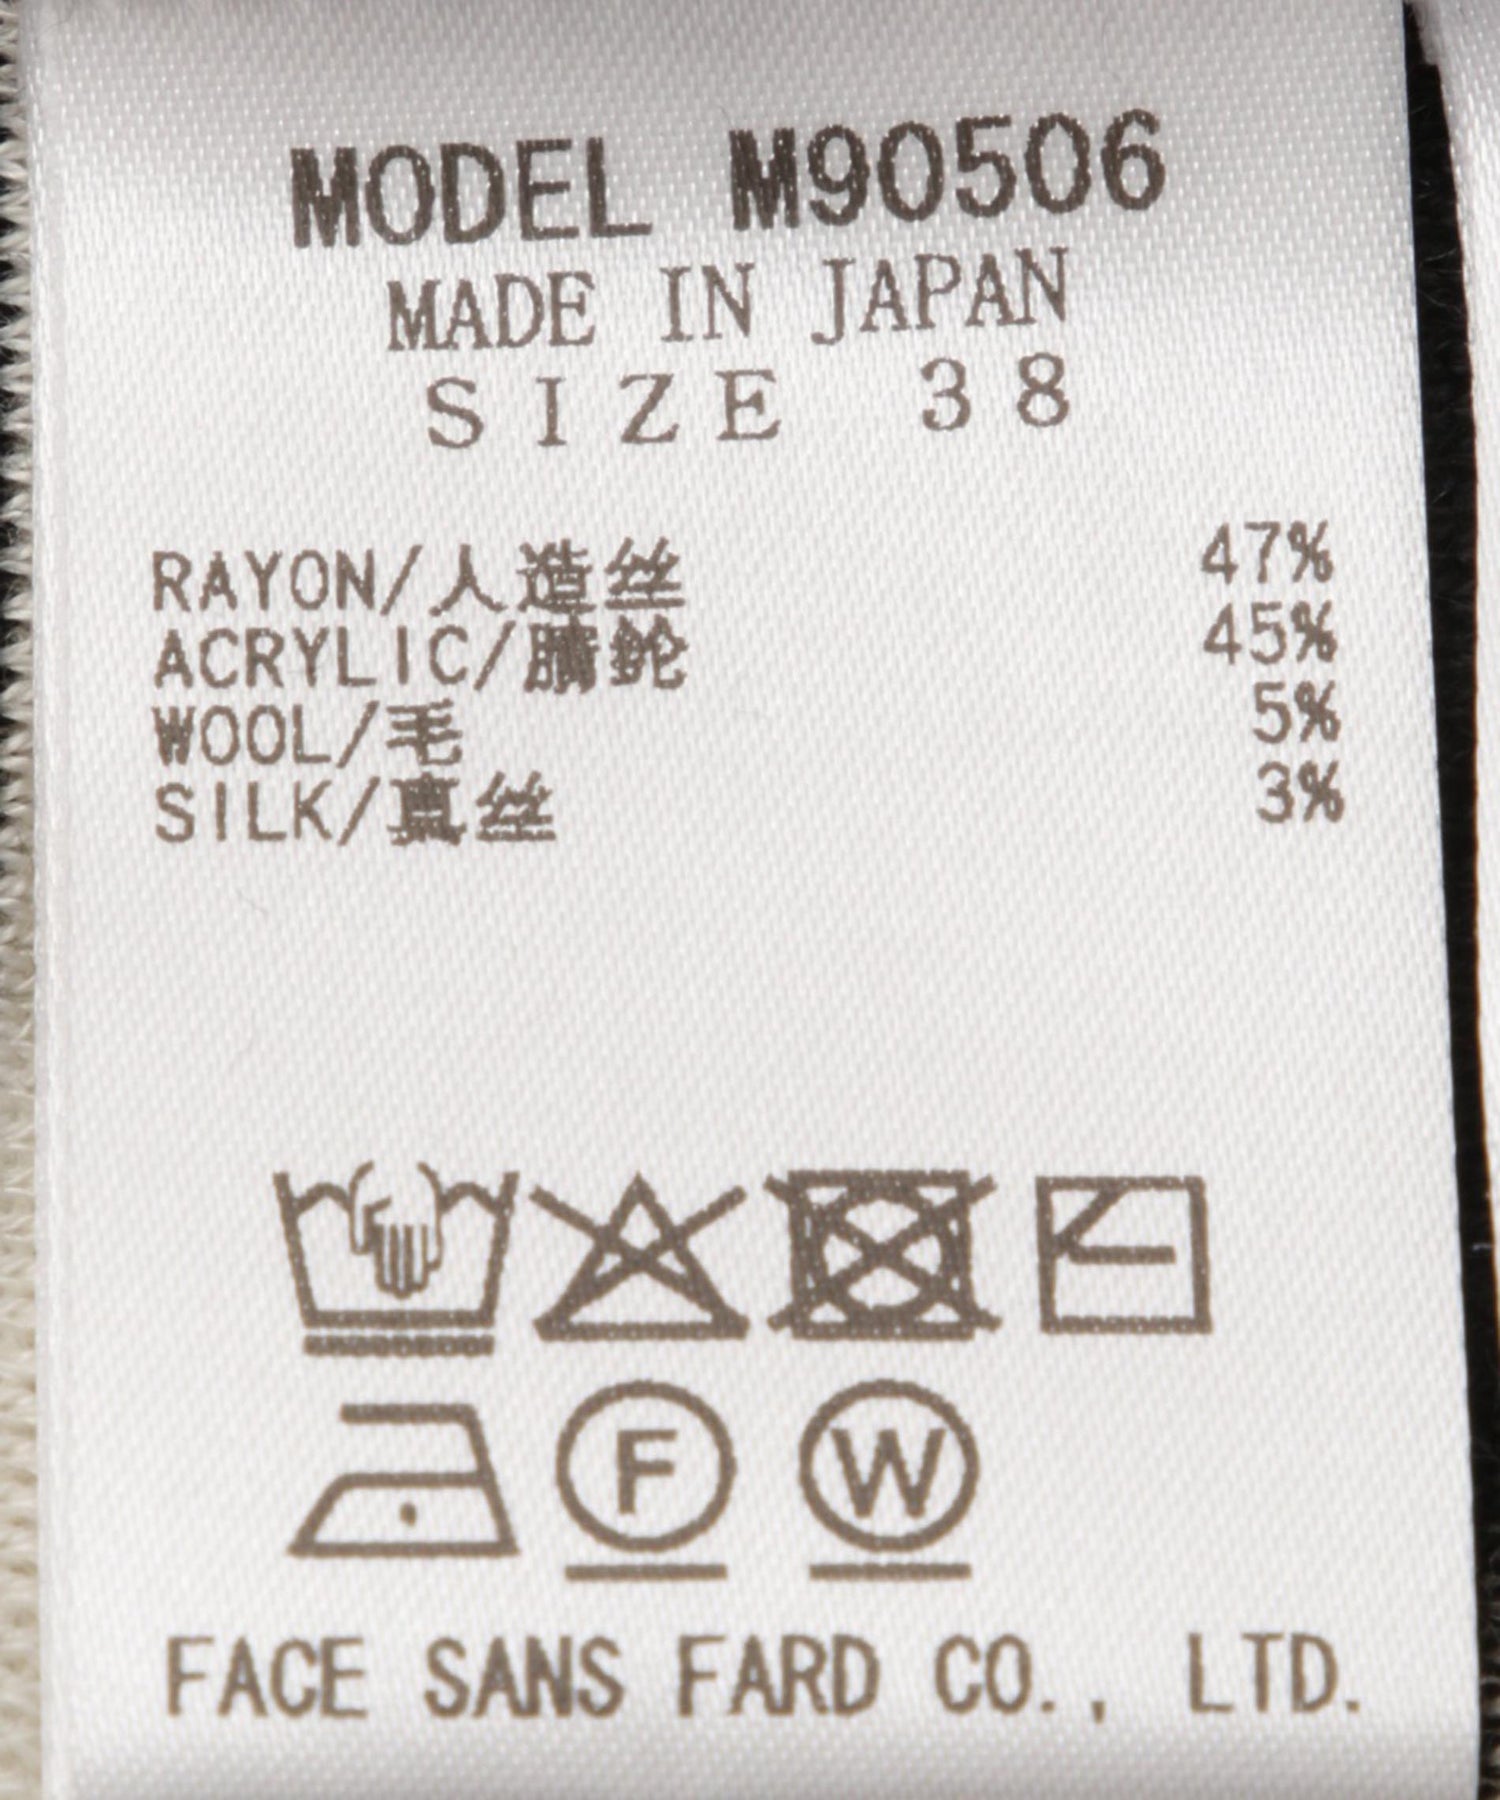 MODEL M90506
MADE IN JAPAN
SIZE 38
RAYON/人造丝 47%
ACRYLIC/腈纶 45%
WOOL/毛 5%
SILK/真丝 3%
F W
FACE SANS FARD CO., LTD.